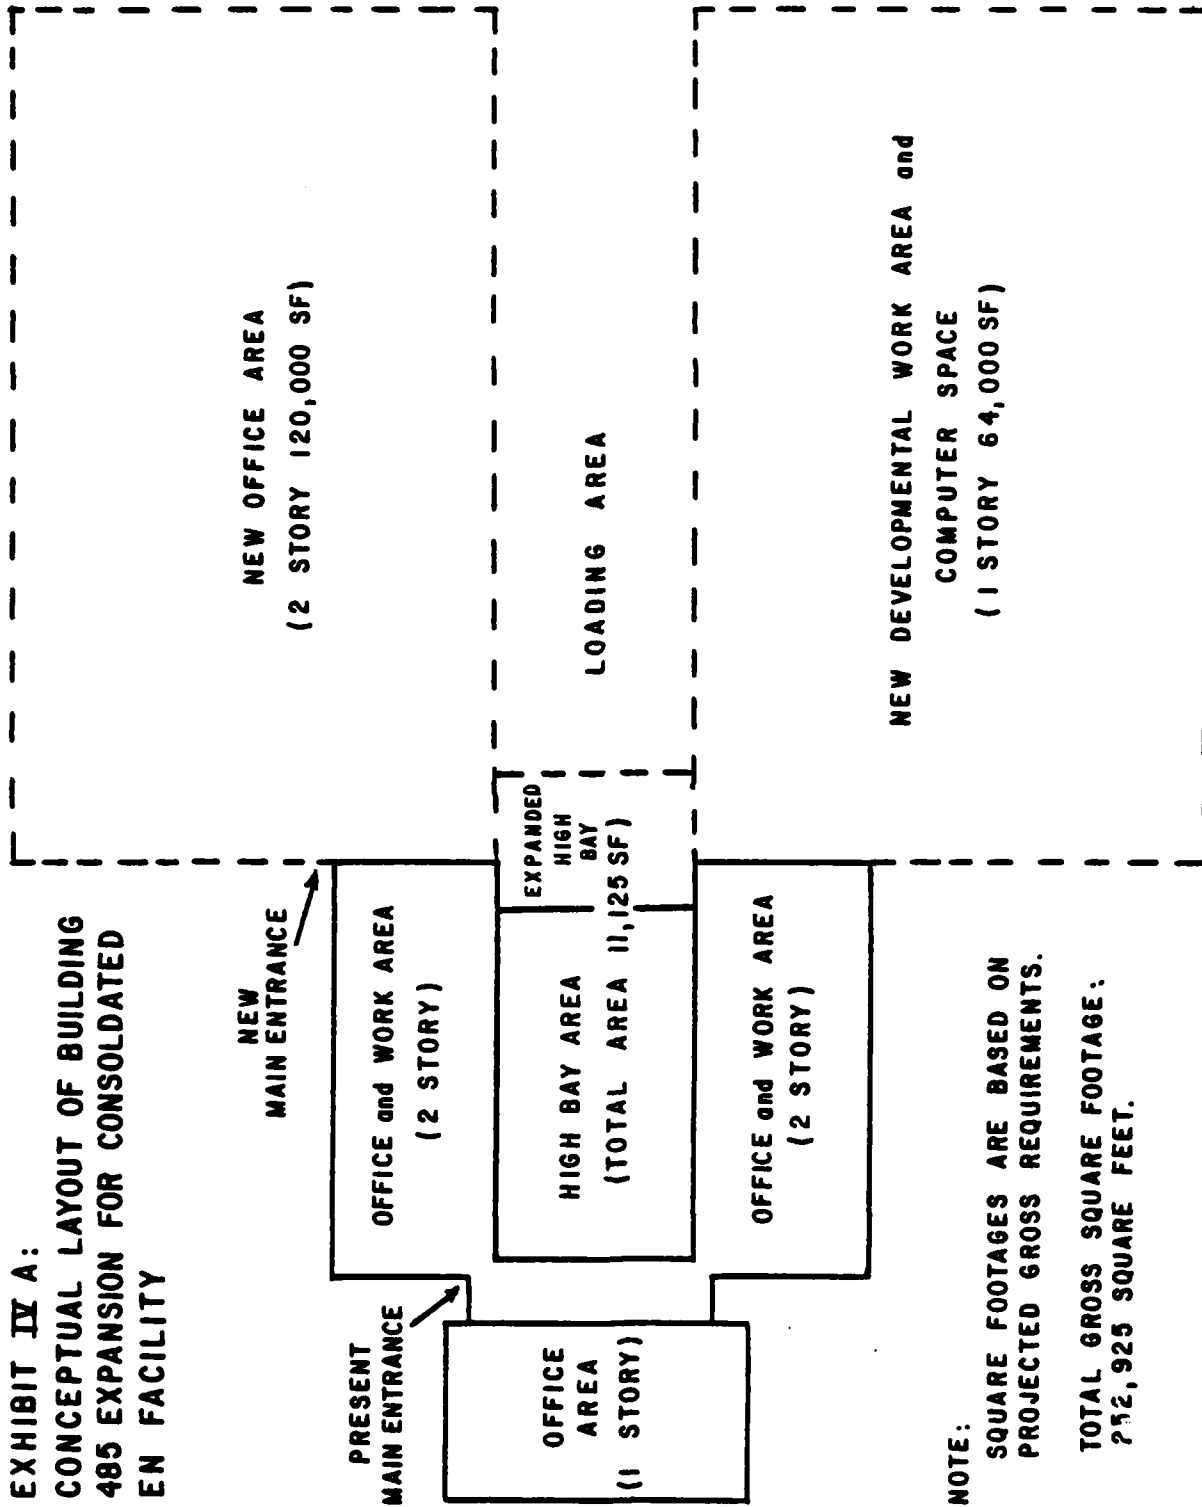 EXHIBIT IV A:
CONCEPTUAL LAYOUT OF BUILDING
485 EXPANSION FOR CONSOLDATED
EN FACILITY
NEW
MAIN ENTRANCE
PRESENT
MAIN ENTRANCE
NEW OFFICE AREA
(2 STORY 120,000 SF)
OFFICE and WORK AREA
(2 STORY)
EXPANDED
HIGH
BAY
LOADING AREA
HIGH BAY AREA
(TOTAL AREA 11,125 SF)
OFFICE
AREA
(1 STORY)
OFFICE and WORK AREA
(2 STORY)
NEW DEVELOPMENTAL WORK AREA and
COMPUTER SPACE
(1 STORY 64,000 SF)
NOTE:
SQUARE FOOTAGES ARE BASED ON
PROJECTED GROSS REQUIREMENTS.
TOTAL GROSS SQUARE FOOTAGE:
252,925 SQUARE FEET.